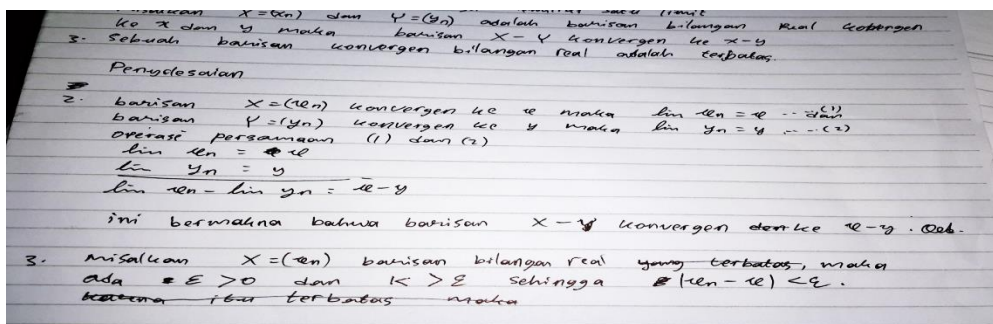 X = (xn) dan Y = (yn) adalah barisan bilangan Real kobergen
ke x dan y maka barisan X - Y konvergen ke x-y
3. Sebuah barisan konvergen bilangan real adalah terbatas.
Penyelesaian
2. barisan X = (xn) konvergen ke x maka lim xn = x ... (1) dan
barisan Y = (yn) konvergen ke y maka lim yn = y ... (2)
operasi persamaan (1) dan (2)
lim xn = x
lim yn = y
lim xn - lim yn = x-y
ini bermakna bahwa barisan X - Y konvergen ke x-y. Qed.
3. misalkan X = (xn) barisan bilangan real yang terbatas, maka
ada ε > 0 dan K > ε sehingga |xn - x| < ε.
karena itu terbatas maka